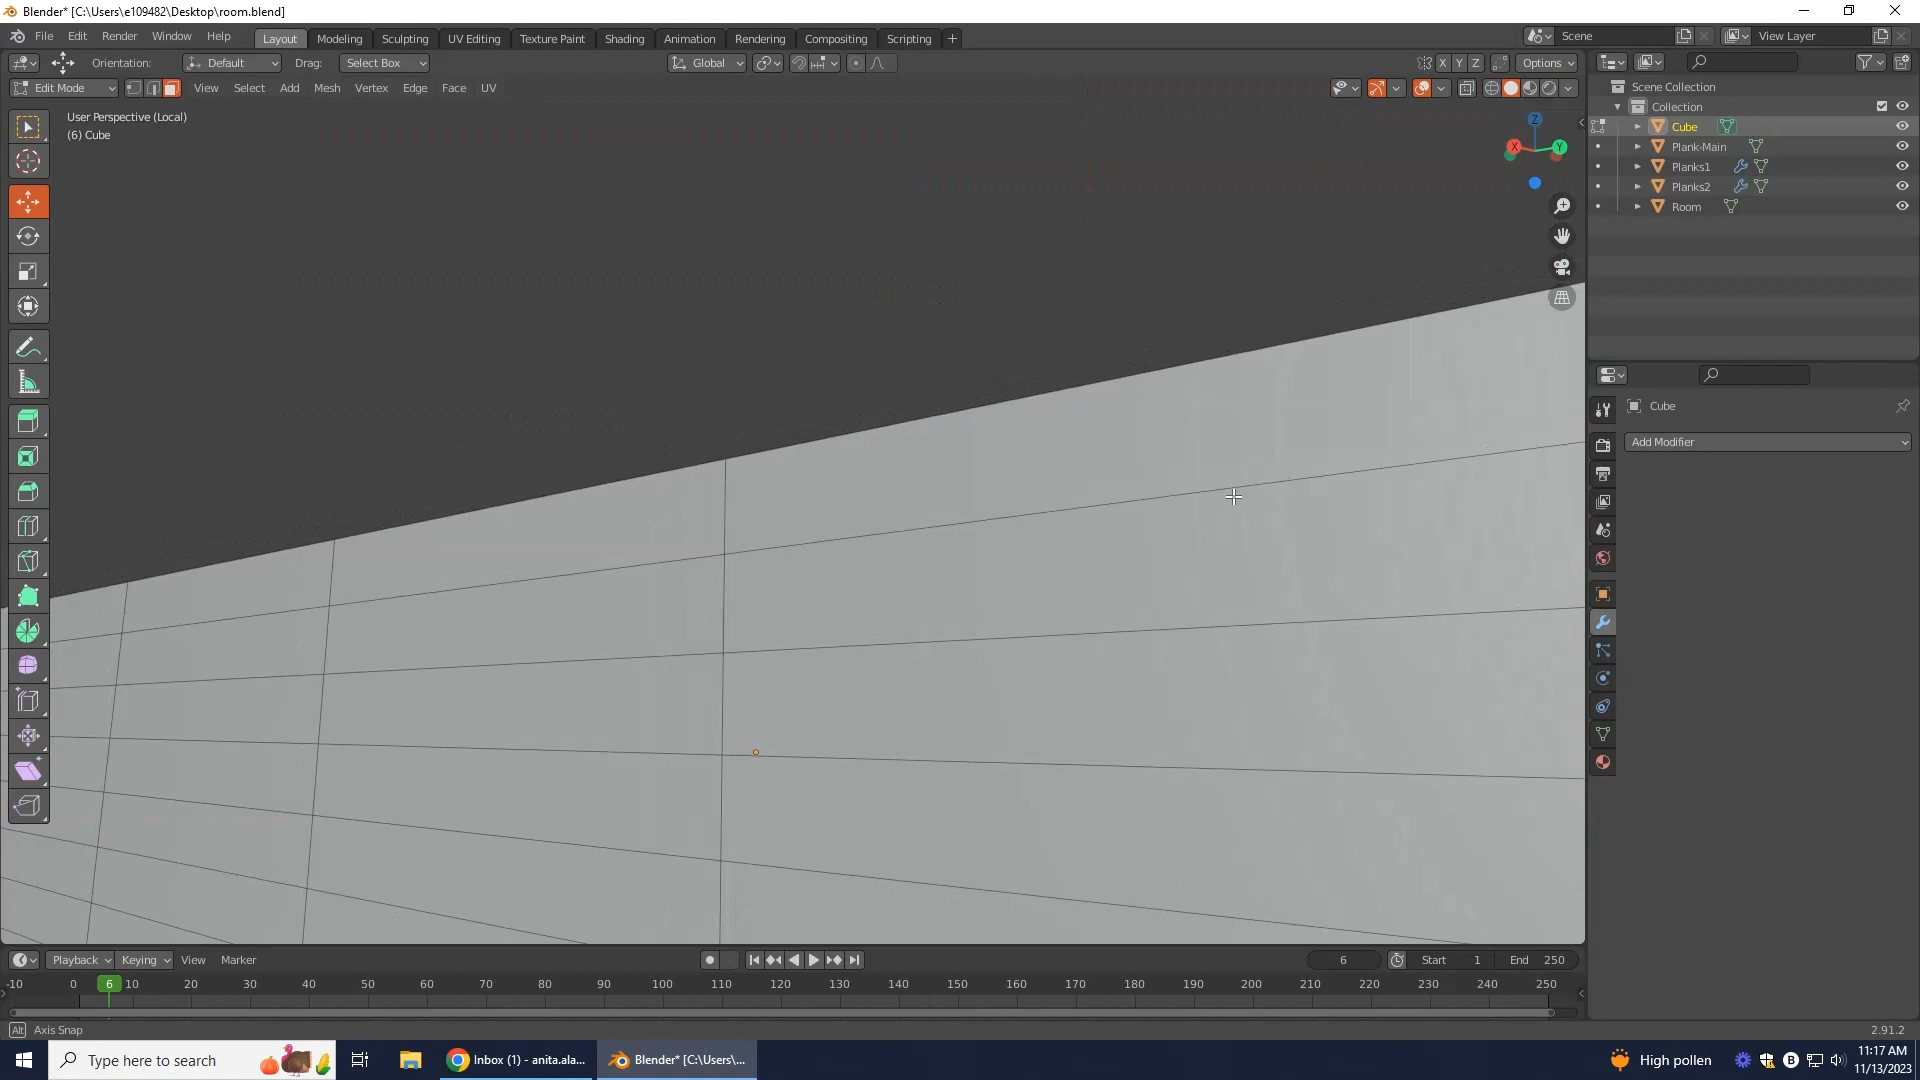 Blender* [C:\Users\e109482\Desktop\room.blend]
File Edit Render Window Help Layout Modeling Sculpting UV Editing Texture Paint Shading Animation Rendering Compositing Scripting + Scene View Layer
Orientation: Default Drag: Select Box Global X Y Z Options
Edit Mode View Select Add Mesh Vertex Edge Face UV
Scene Collection
Collection
User Perspective (Local)
(6) Cube
Z
X Y
Cube
Plank-Main
Planks1
Planks2
Room
Cube
Add Modifier
Playback Keying View Marker 6 Start 1 End 250
-10 0 6 10 20 30 40 50 60 70 80 90 100 110 120 130 140 150 160 170 180 190 200 210 220 230 240 250
Alt Axis Snap 2.91.2
Type here to search Inbox (1) - anita.ala... Blender* [C:\Users\... High pollen B 11:17 AM
11/13/2023